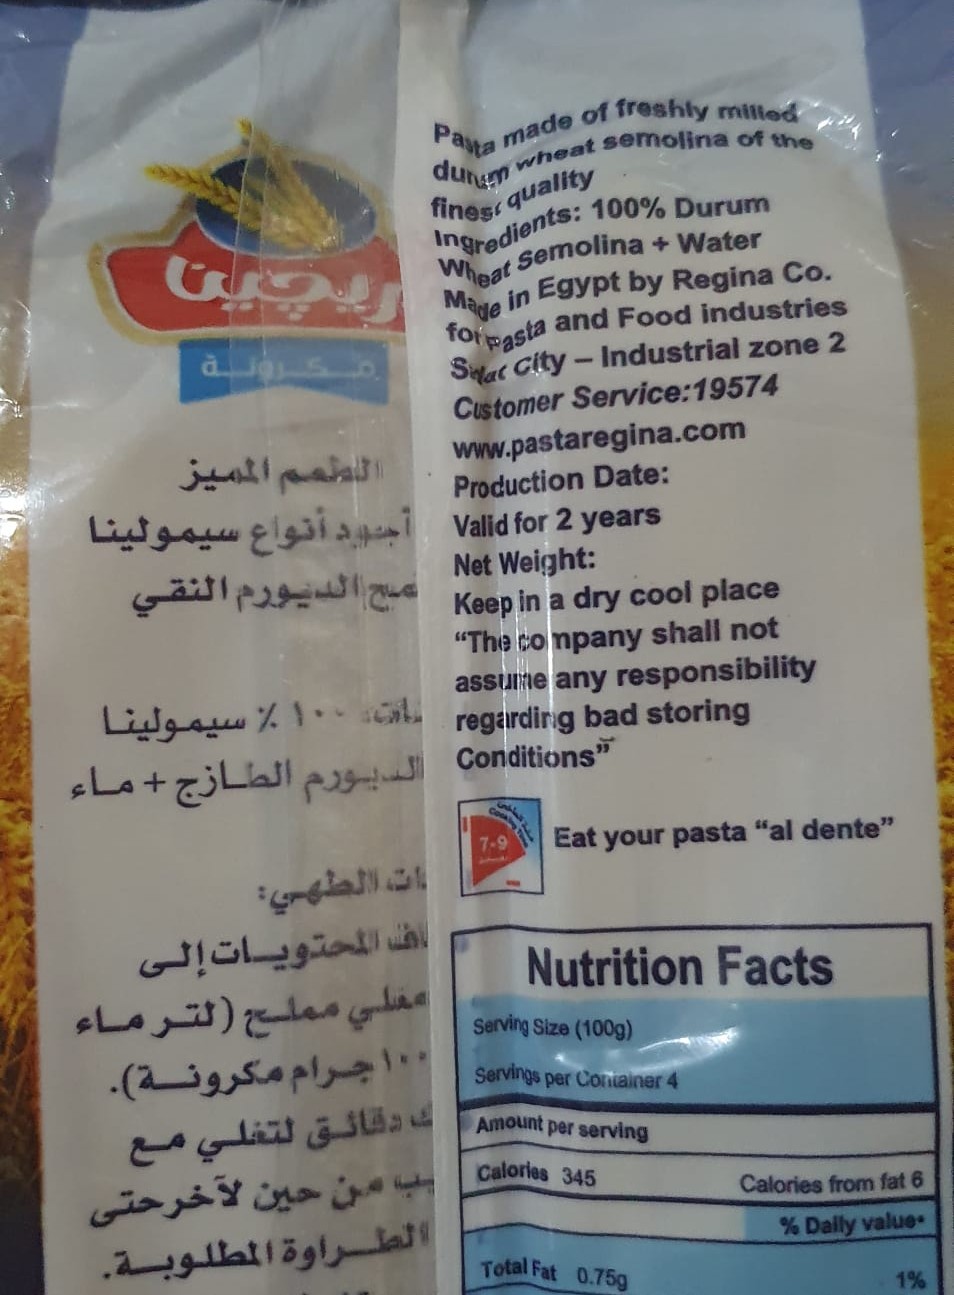 ريچينا
مكرونة
الطعم المميز
أجود أنواع سيمولينا
الديورم النقي
١٠٠ ٪ سيمولينا
الديورم الطازج + ماء
الطهي:
المحتويات إلى
مغلي مملح (لتر ماء
١٠٠ جرام مكرونة).
دقائق لتغلي مع
من حين لآخر حتى
الطراوة المطلوبة.
Pasta made of freshly milled
durum wheat semolina of the
finest quality
Ingredients: 100% Durum
Wheat Semolina + Water
Made in Egypt by Regina Co.
for Pasta and Food industries
Sadat City – Industrial zone 2
Customer Service:19574
www.pastaregina.com
Production Date:
Valid for 2 years
Net Weight:
Keep in a dry cool place
“The company shall not
assume any responsibility
regarding bad storing
Conditions”
Cooking Time
7-9
Eat your pasta “al dente”
Nutrition Facts
Serving Size (100g)
Servings per Container 4
Amount per serving
Calories 345 Calories from fat 6
% Daily value*
Total Fat 0.75g 1%